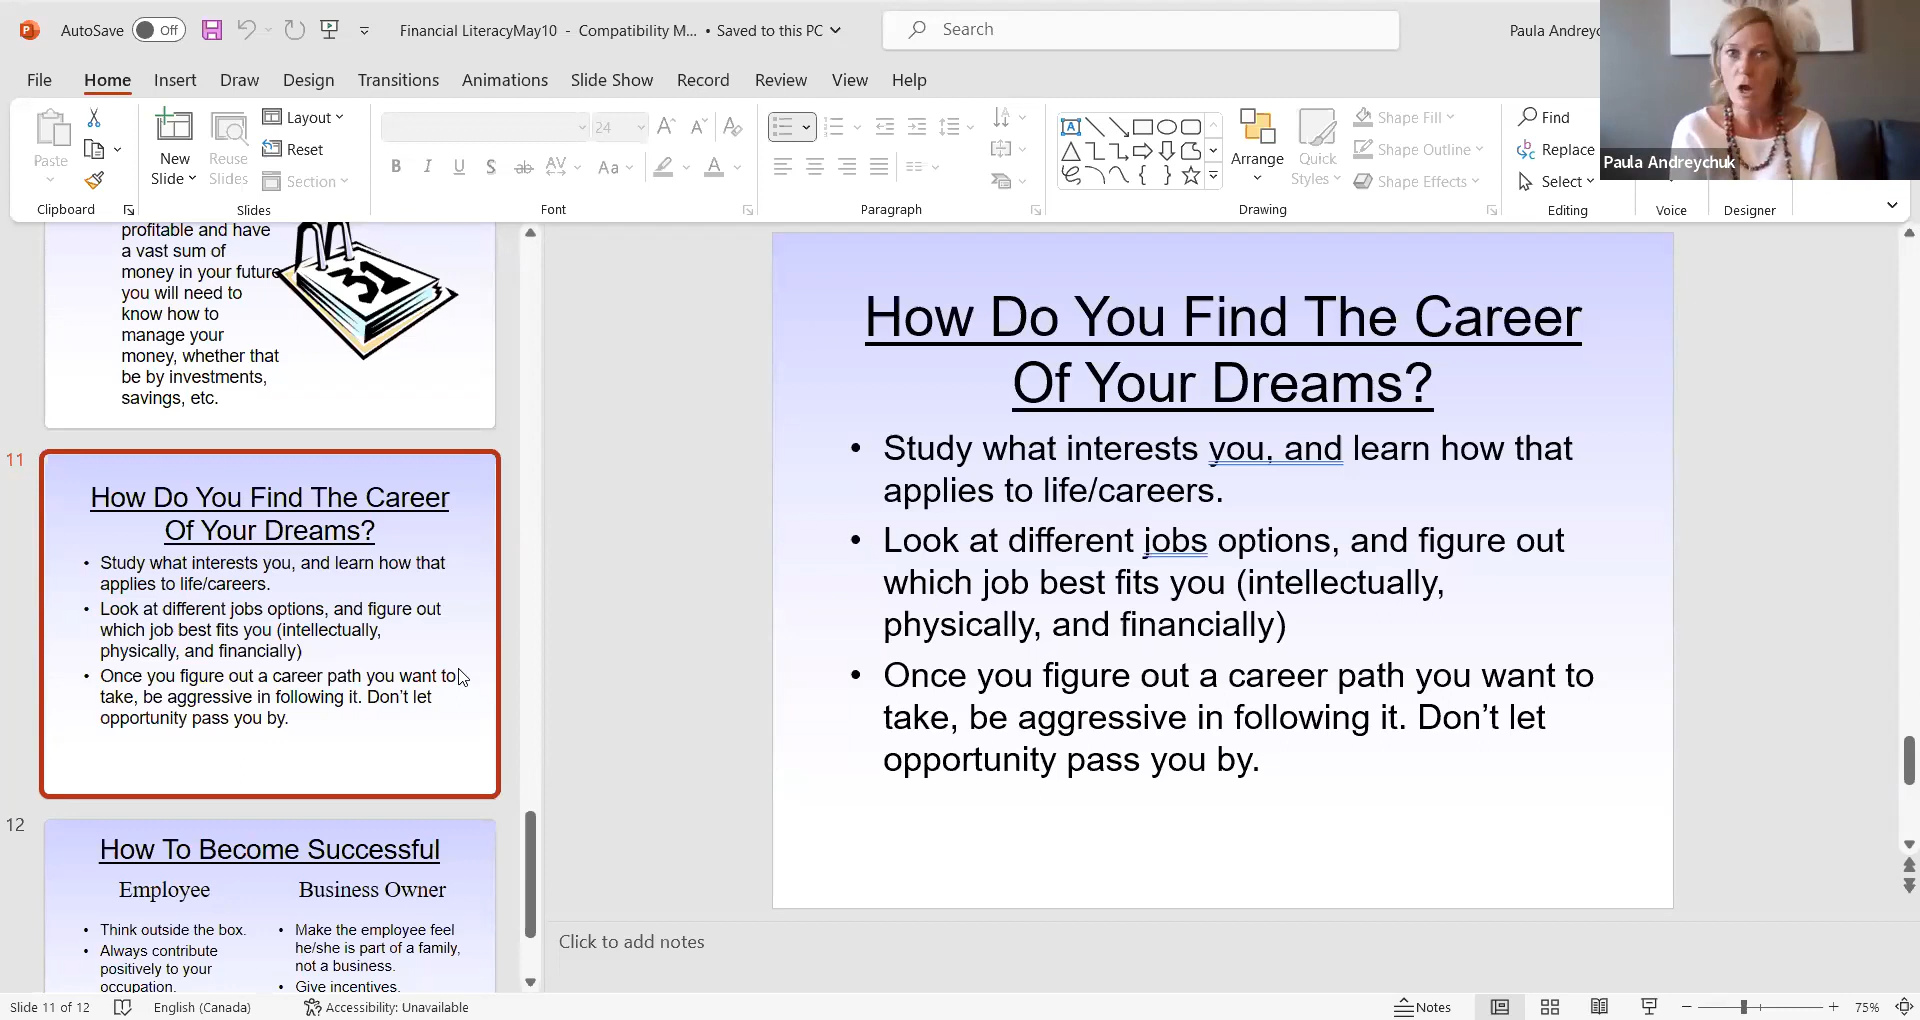 AutoSave Off Financial LiteracyMay10 - Compatibility M... • Saved to this PC Search Paula Andreyc
File Home Insert Draw Design Transitions Animations Slide Show Record Review View Help
Paste
New Slide
Reuse Slides
Layout
Reset
Section
24
B I U S ab AV Aa A
Arrange
Quick Styles
Shape Fill
Shape Outline
Shape Effects
Find
Replace
Select
Paula Andreychuk
Clipboard Slides Font Paragraph Drawing Editing Voice Designer
profitable and have
a vast sum of
money in your future
you will need to
know how to
manage your
money, whether that
be by investments,
savings, etc.
31
11
How Do You Find The Career
Of Your Dreams?
• Study what interests you, and learn how that
applies to life/careers.
• Look at different jobs options, and figure out
which job best fits you (intellectually,
physically, and financially)
• Once you figure out a career path you want to
take, be aggressive in following it. Don't let
opportunity pass you by.
12
How To Become Successful
Employee
• Think outside the box.
• Always contribute
positively to your
occupation.
Business Owner
• Make the employee feel
he/she is part of a family,
not a business.
• Give incentives.
How Do You Find The Career
Of Your Dreams?
• Study what interests you, and learn how that
applies to life/careers.
• Look at different jobs options, and figure out
which job best fits you (intellectually,
physically, and financially)
• Once you figure out a career path you want to
take, be aggressive in following it. Don't let
opportunity pass you by.
Click to add notes
Slide 11 of 12 English (Canada) Accessibility: Unavailable Notes 75%